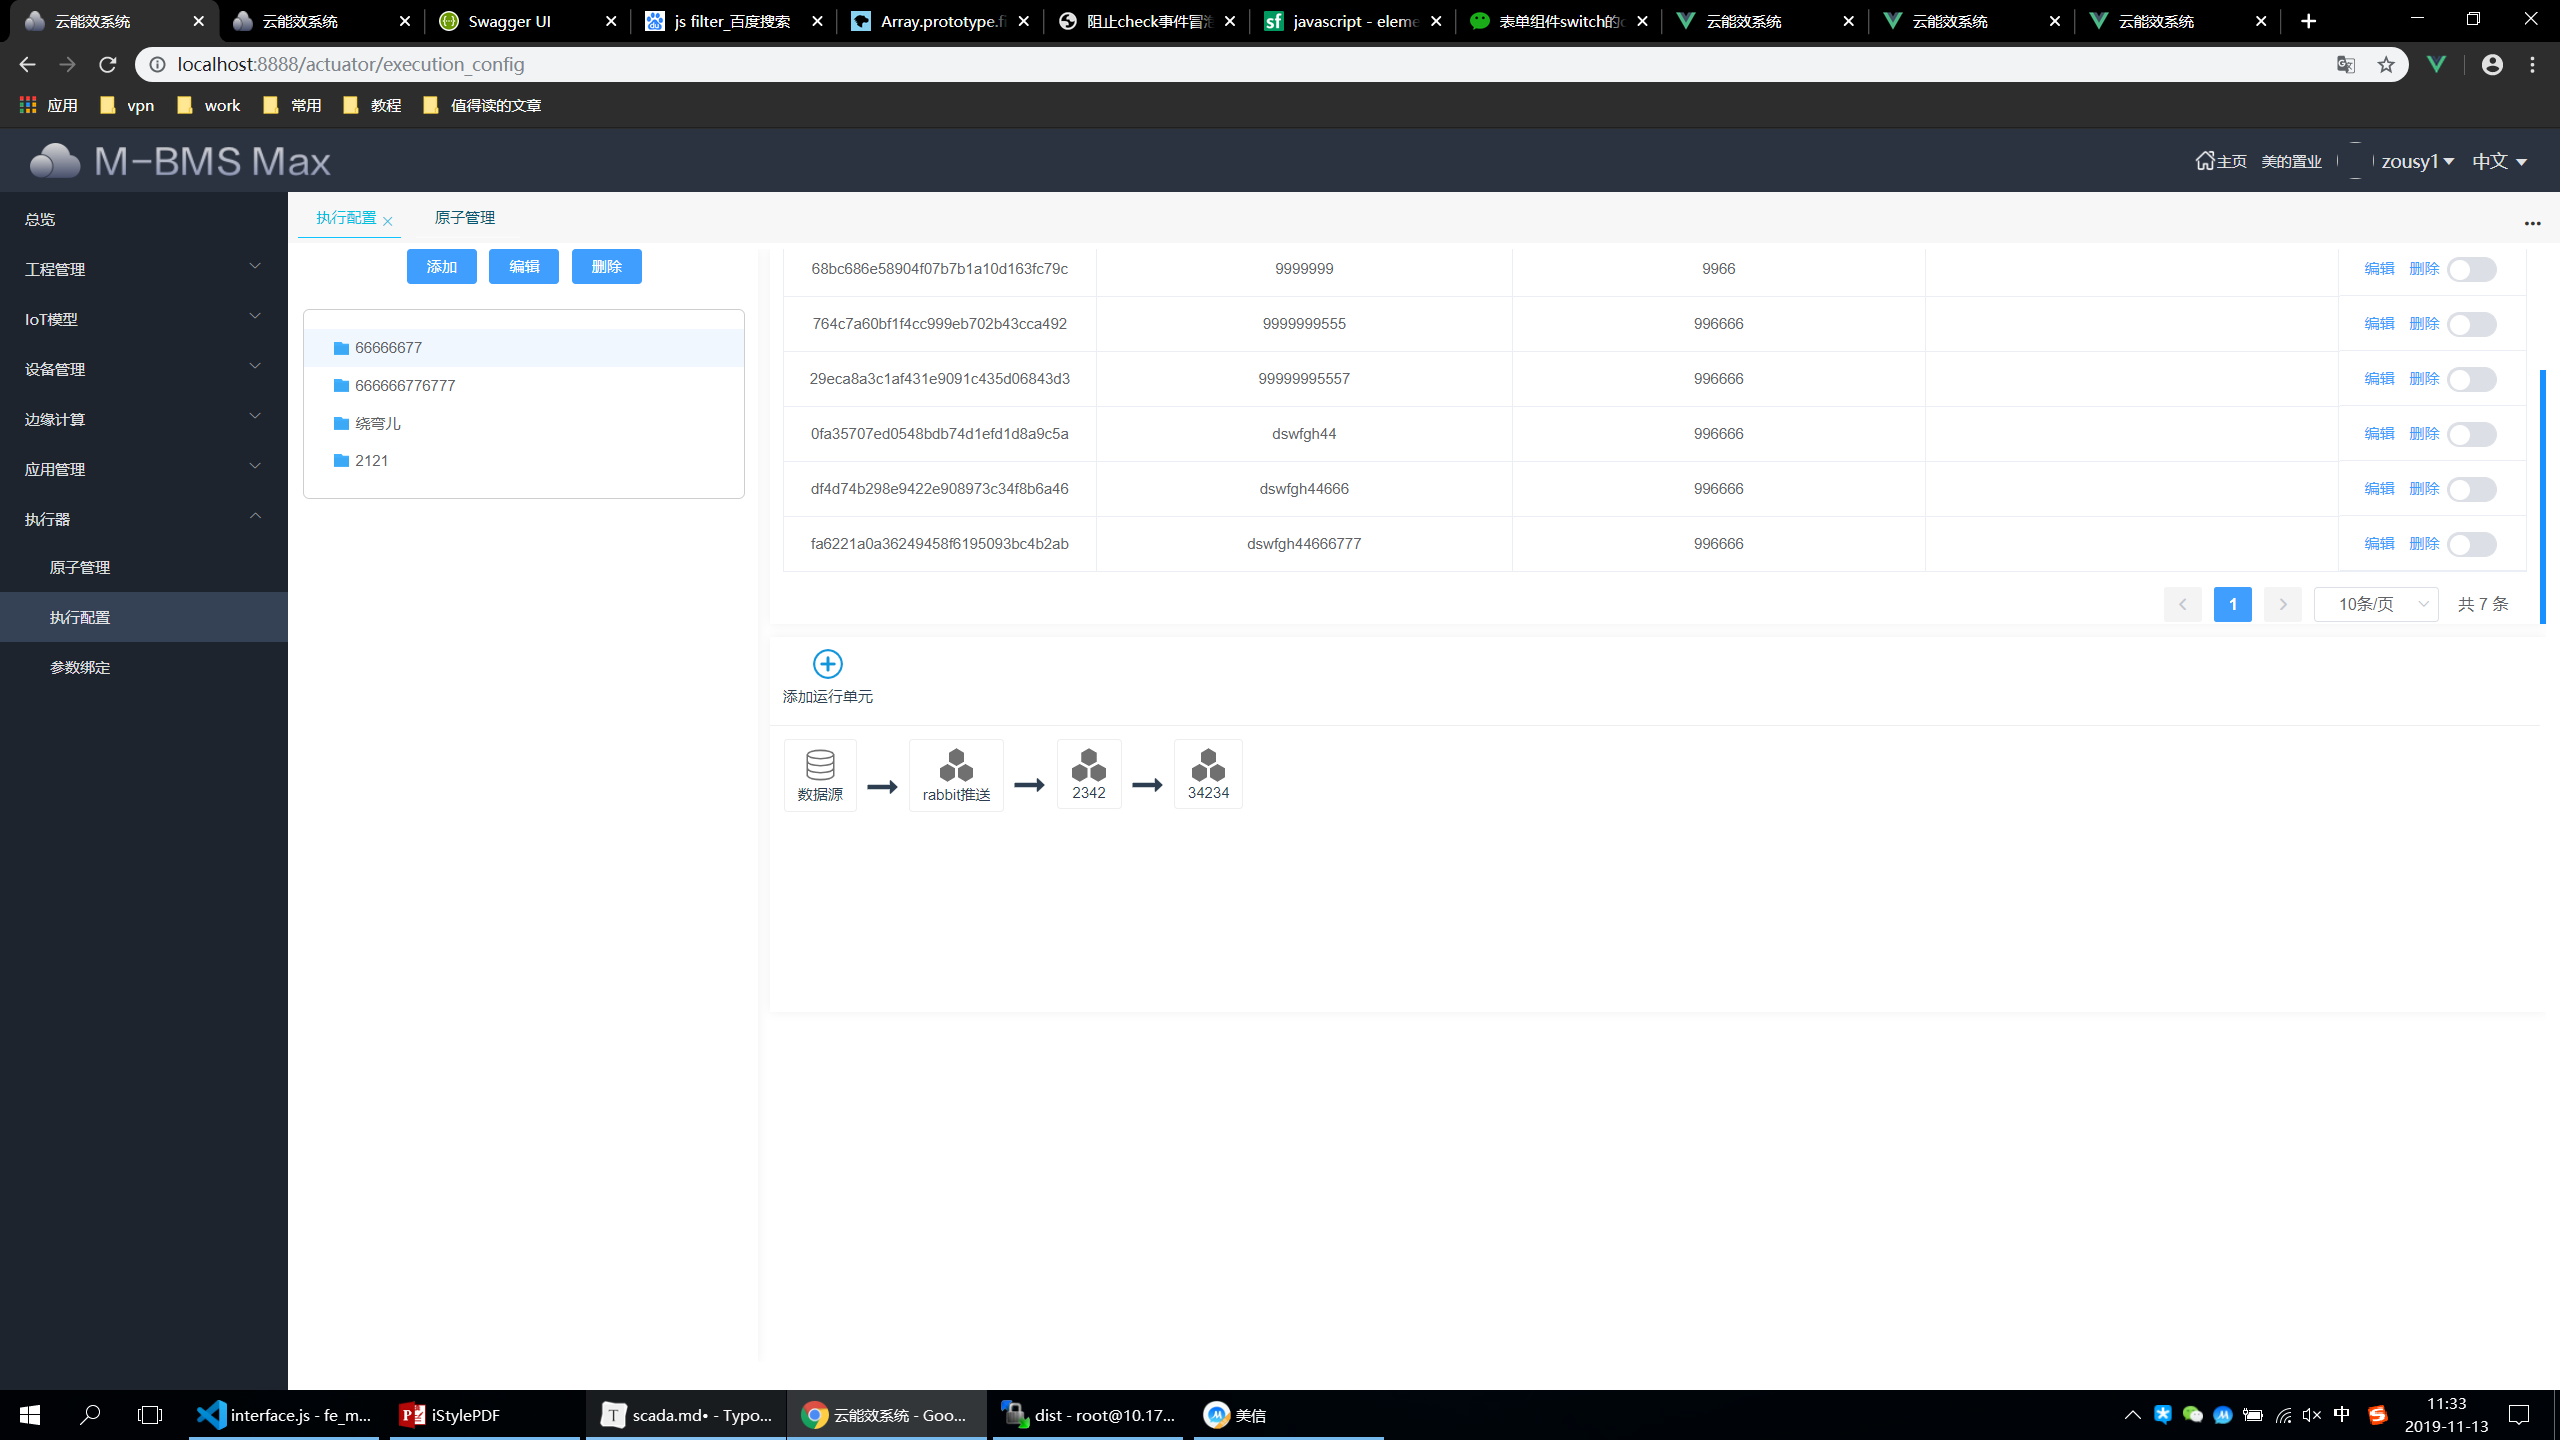 云能效系统
云能效系统
Swagger UI
js filter_百度搜索
Array.prototype.fi
阻止check事件冒泡
javascript - eleme
表单组件switch的c
云能效系统
云能效系统
云能效系统
localhost:8888/actuator/execution_config
应用
vpn
work
常用
教程
值得读的文章
M-BMS Max
主页 美的置业 zousy1 中文
总览
工程管理
IoT模型
设备管理
边缘计算
应用管理
执行器
原子管理
执行配置
参数绑定
执行配置 原子管理
添加 编辑 删除
66666677
666666776777
绕弯儿
2121
68bc686e58904f07b7b1a10d163fc79c 9999999 9966 编辑 删除
764c7a60bf1f4cc999eb702b43cca492 9999999555 996666 编辑 删除
29eca8a3c1af431e9091c435d06843d3 99999995557 996666 编辑 删除
0fa35707ed0548bdb74d1efd1d8a9c5a dswfgh44 996666 编辑 删除
df4d74b298e9422e908973c34f8b6a46 dswfgh44666 996666 编辑 删除
fa6221a0a36249458f6195093bc4b2ab dswfgh44666777 996666 编辑 删除
1 10条/页 共 7 条
添加运行单元
数据源
rabbit推送
2342
34234
interface.js - fe_m...
iStylePDF
scada.md• - Typo...
云能效系统 - Goo...
dist - root@10.17...
美信
中
11:33
2019-11-13